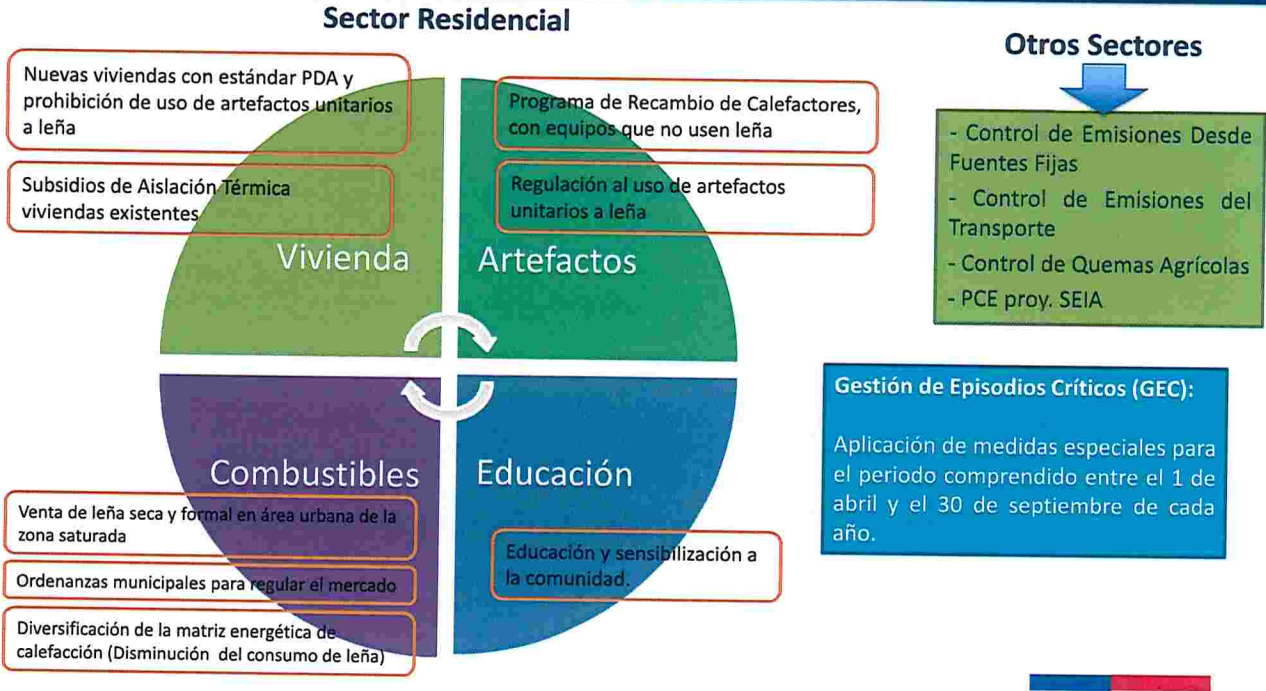 Sector Residencial
Nuevas viviendas con estándar PDA y
prohibición de uso de artefactos unitarios
a leña
Subsidios de Aislación Térmica
viviendas existentes
Vivienda
Programa de Recambio de Calefactores,
con equipos que no usen leña
Regulación al uso de artefactos
unitarios a leña
Artefactos
Combustibles
Venta de leña seca y formal en área urbana de la
zona saturada
Ordenanzas municipales para regular el mercado
Diversificación de la matriz energética de
calefacción (Disminución del consumo de leña)
Educación
Educación y sensibilización a
la comunidad.
Otros Sectores
- Control de Emisiones Desde
Fuentes Fijas
- Control de Emisiones del
Transporte
- Control de Quemas Agrícolas
- PCE proy. SEIA
Gestión de Episodios Críticos (GEC):
Aplicación de medidas especiales para
el periodo comprendido entre el 1 de
abril y el 30 de septiembre de cada
año.